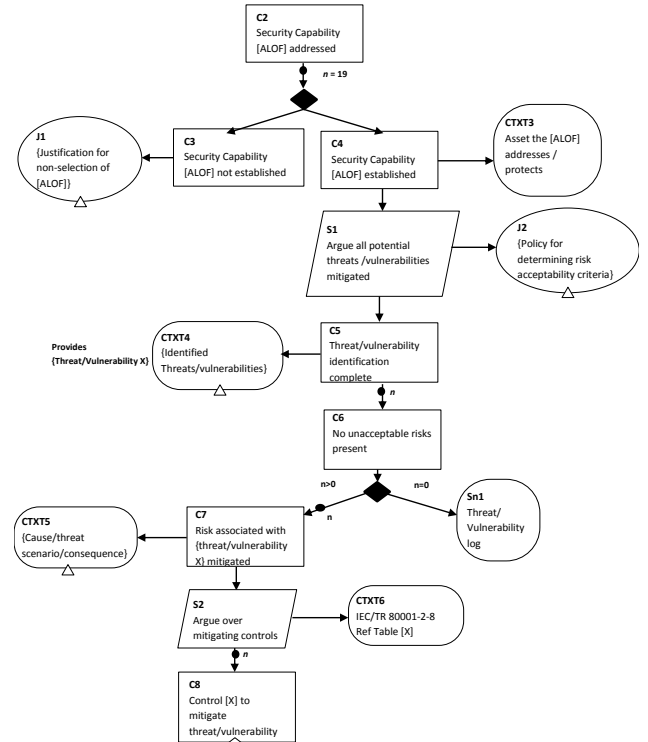 C2
Security Capability
[ALOF] addressed
n = 19
J1
{Justification for
non-selection of
[ALOF]}
C3
Security Capability
[ALOF] not established
C4
Security Capability
[ALOF] established
CTXT3
Asset the [ALOF]
addresses /
protects
S1
Argue all potential
threats /vulnerabilities
mitigated
J2
{Policy for
determining risk
acceptability criteria}
Provides
{Threat/Vulnerability X}
CTXT4
{Identified
Threats/vulnerabilities}
C5
Threat/vulnerability
identification
complete
n
C6
No unacceptable risks
present
n>0
n=0
n
Sn1
Threat/
Vulnerability
log
CTXT5
{Cause/threat
scenario/consequence}
C7
Risk associated with
{threat/vulnerability
X} mitigated
S2
Argue over
mitigating controls
CTXT6
IEC/TR 80001-2-8
Ref Table [X]
n
C8
Control [X] to
mitigate
threat/vulnerability